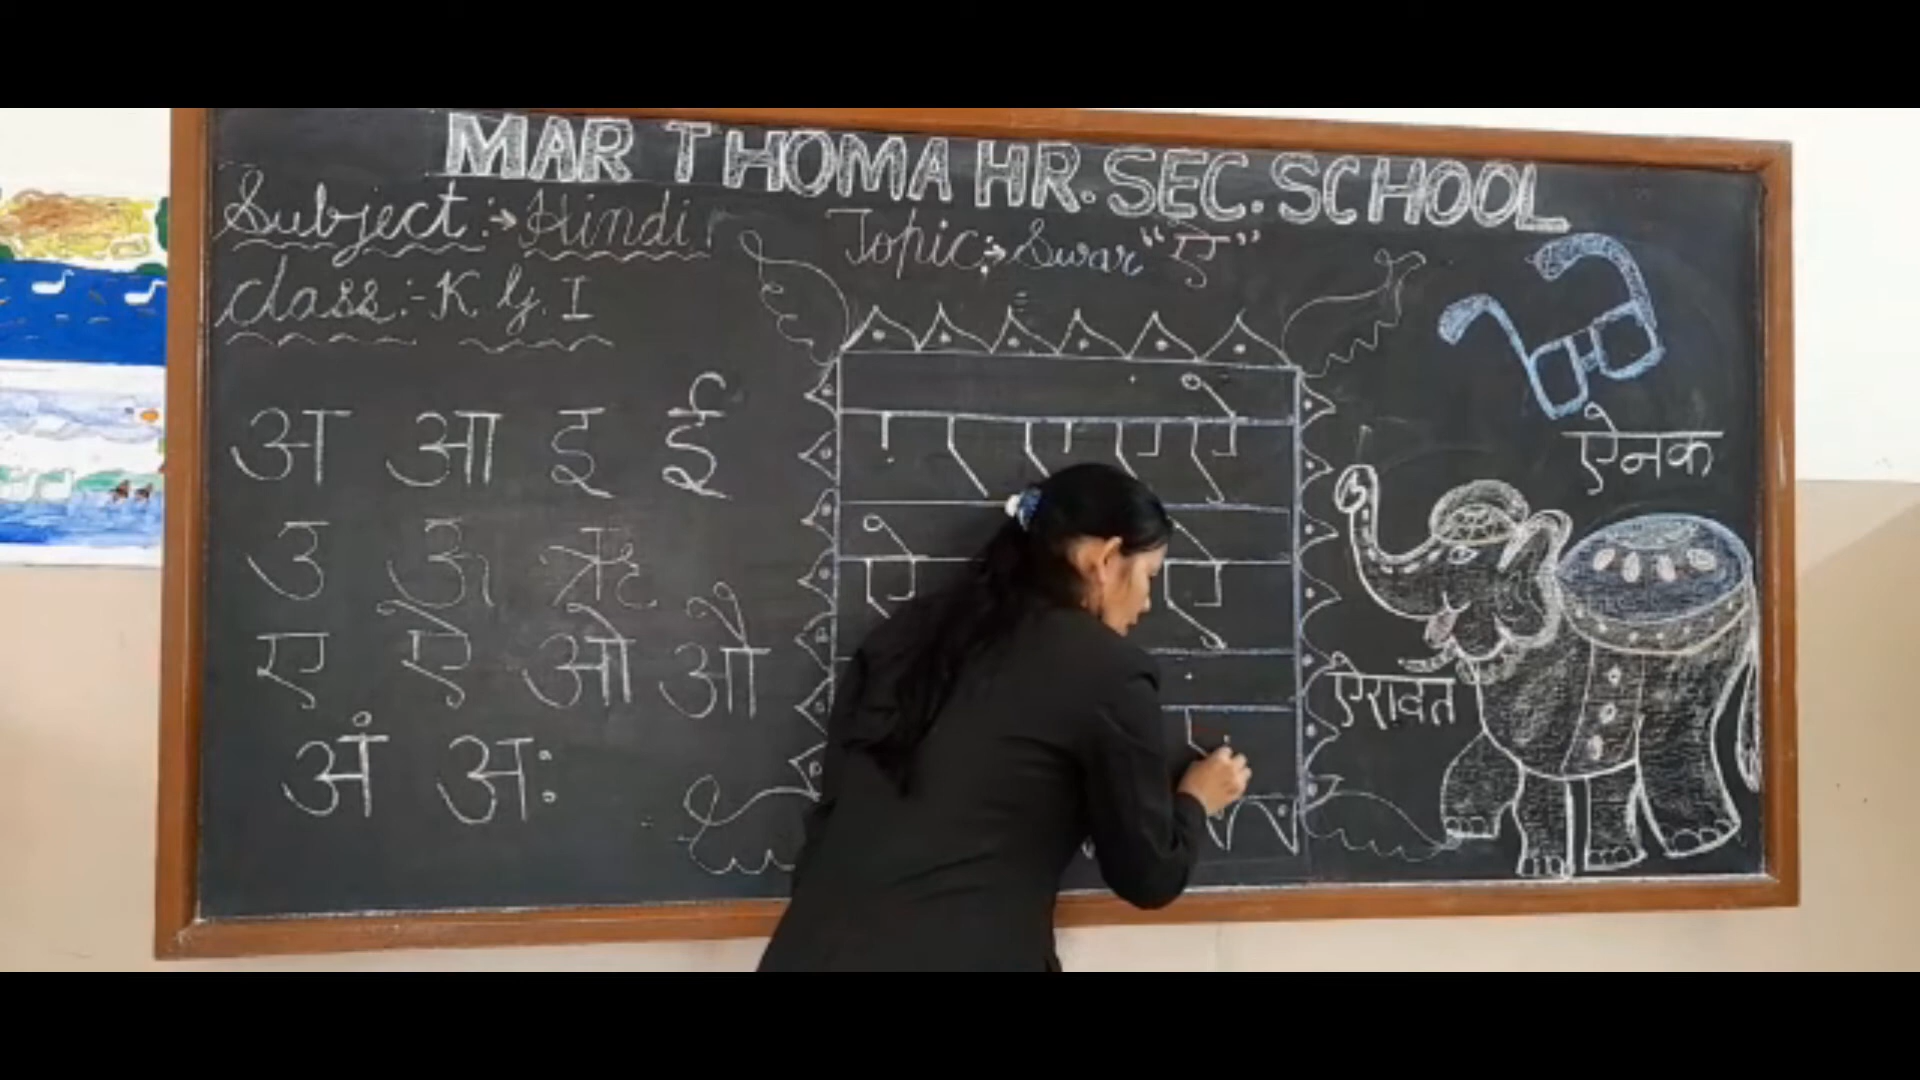 MAR THOMA HR. SEC. SCHOOL
Subject :→ Hindi
Topic :→ Swar "ऐ"
class :- K.G. I
अ आ इ ई
उ ऊ ऋ
ए ऐ ओ औ
अं अः
ए ऐ
ऐ ऐ
ऐनक
ऐरावत